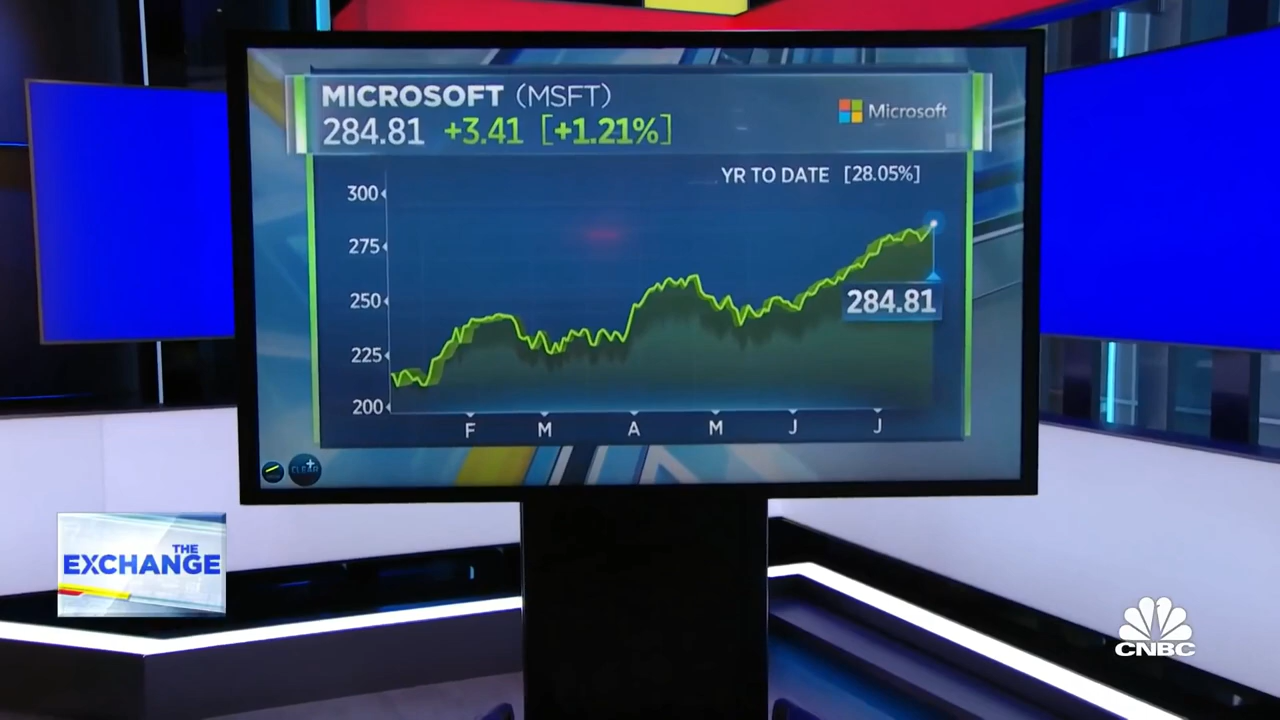 MICROSOFT (MSFT)
284.81 +3.41 [+1.21%]
Microsoft
YR TO DATE [28.05%]
300
275
250
225
200
284.81
F M A M J J
CLEAR
THE
EXCHANGE
CNBC